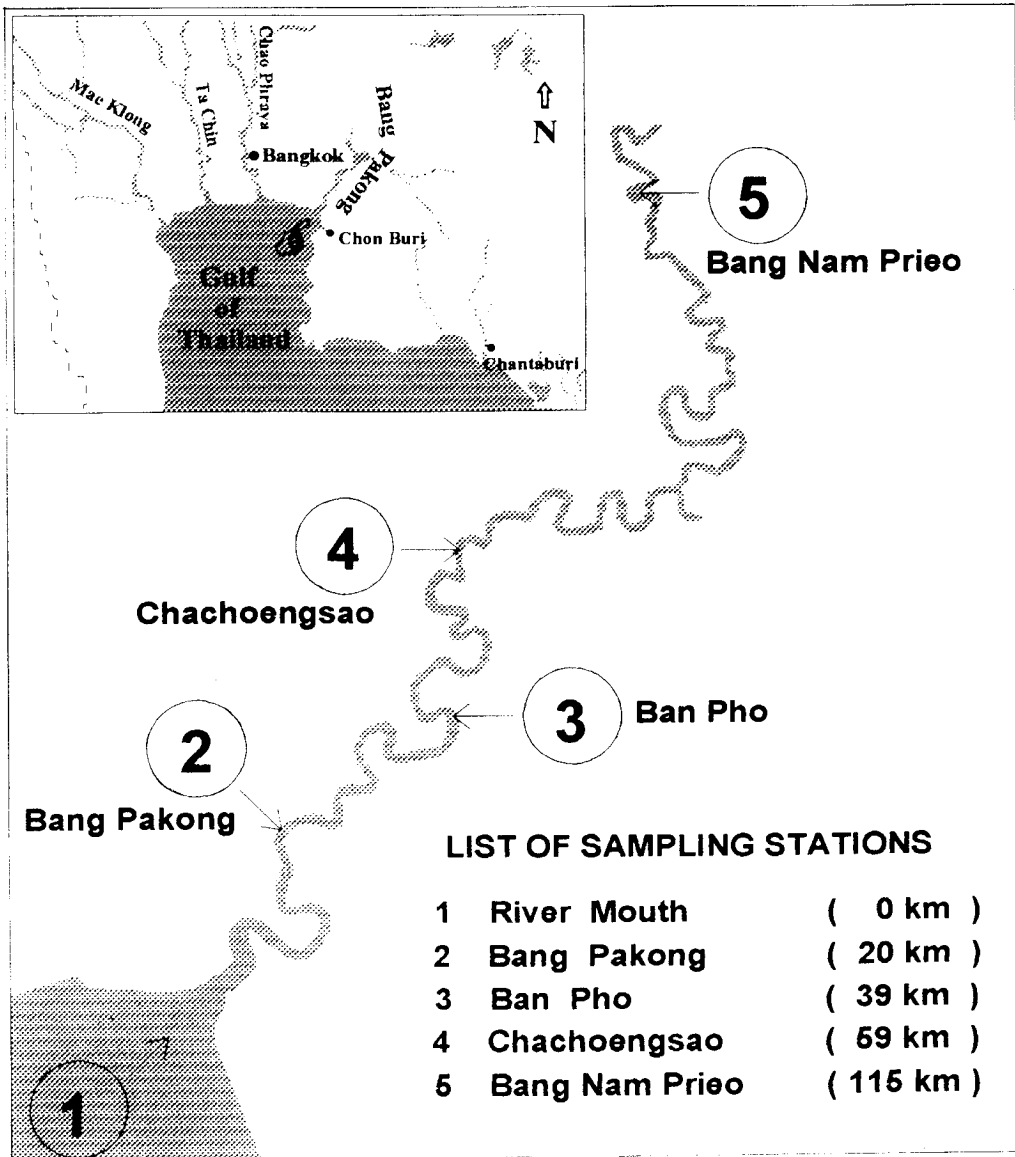 Mae Klong
Ta Chin
Chao Phraya
Bang
Pakong
Bangkok
Chon Buri
Gulf
of
Thailand
Chantaburi
N
5
Bang Nam Prieo
4
Chachoengsao
3
Ban Pho
2
Bang Pakong
1
LIST OF SAMPLING STATIONS
1 River Mouth ( 0 km )
2 Bang Pakong ( 20 km )
3 Ban Pho ( 39 km )
4 Chachoengsao ( 59 km )
5 Bang Nam Prieo ( 115 km )